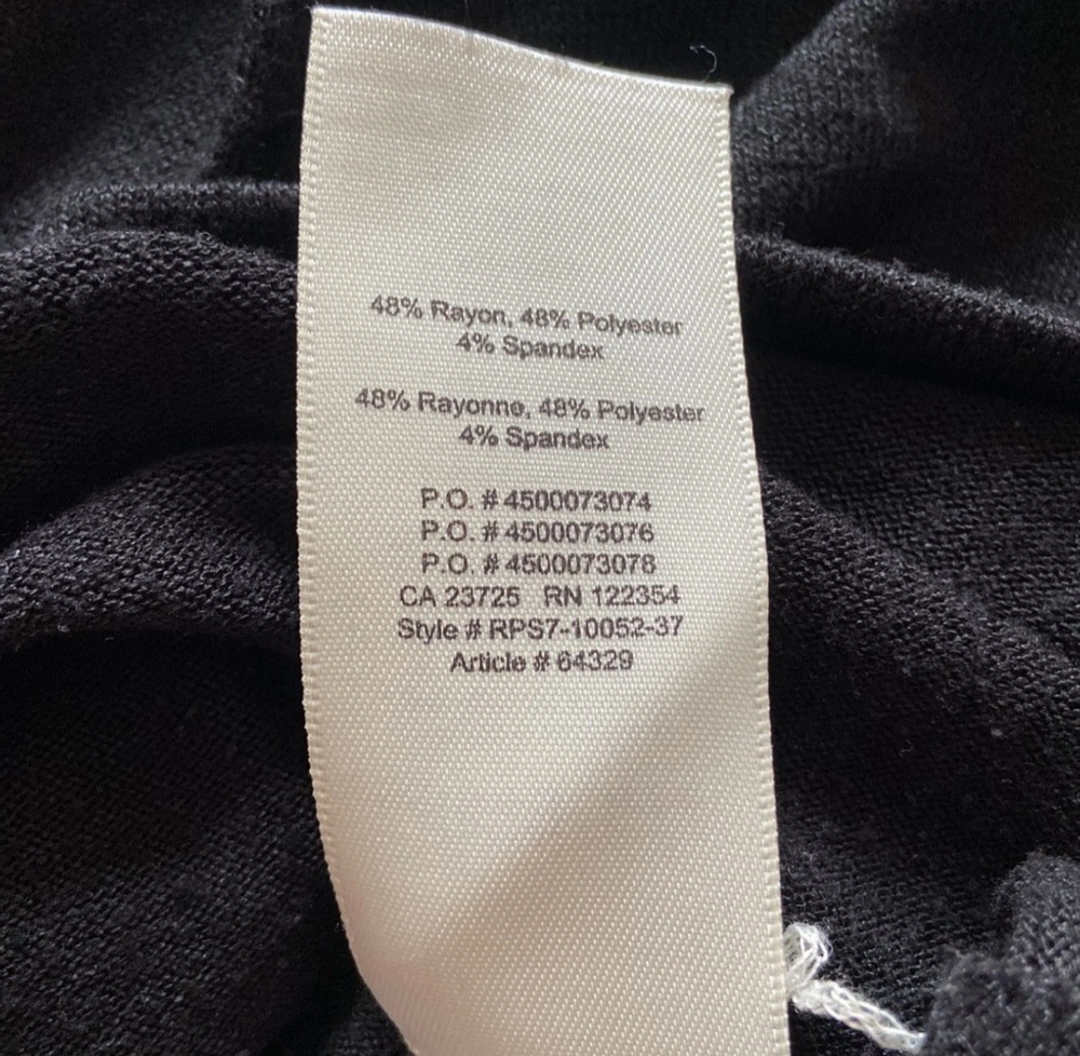 48% Rayon, 48% Polyester
4% Spandex
48% Rayonne, 48% Polyester
4% Spandex
P.O. # 4500073074
P.O. # 4500073076
P.O. # 4500073078
CA 23725 RN 122354
Style # RPS7-10052-37
Article # 64329